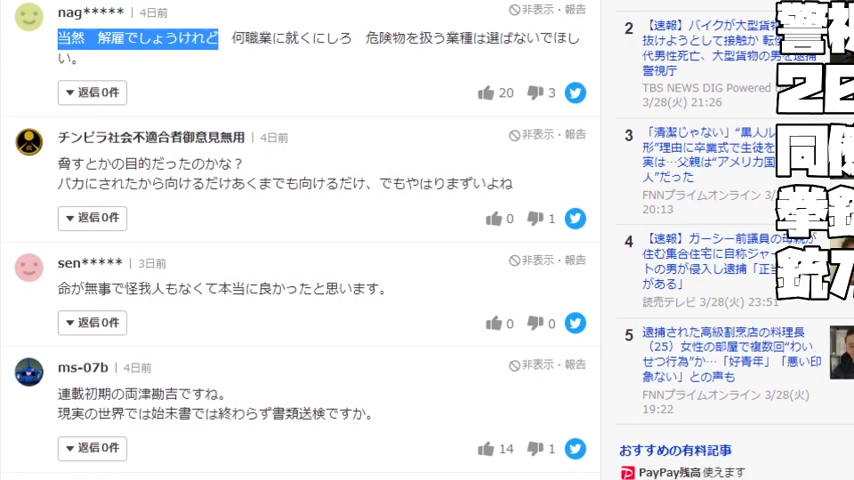 nag***** | 4日前
非表示・報告
当然　解雇でしょうけれど　何職業に就くにしろ　危険物を扱う業種は選ばないでほし
い。
返信0件
20
3
チンピラ社会不適合者御意見無用 | 4日前
非表示・報告
脅すとかの目的だったのかな？
バカにされたから向けるだけあくまでも向けるだけ、でもやはりまずいよね
返信0件
0
1
sen***** | 3日前
非表示・報告
命が無事で怪我人もなくて本当に良かったと思います。
返信0件
0
0
ms-07b | 4日前
非表示・報告
連載初期の両津勘吉ですね。
現実の世界では始末書では終わらず書類送検ですか。
返信0件
14
1
2
【速報】バイクが大型貨物
抜けようとして接触か 転倒
代男性死亡、大型貨物の男を逮捕
警視庁
TBS NEWS DIG Powered
3/28(火) 21:26
3
「清潔じゃない」“黒人ル
形”理由に卒業式で生徒を
実は…父親は“アメリカ国
人”だった
FNNプライムオンライン
20:13
4
【速報】ガーシー前議員の母親が
住む集合住宅に自称ジャー
トの男が侵入し逮捕「正当
がある」
読売テレビ 3/28(火) 23:51
5
逮捕された高級割烹店の料理長
（25）女性の部屋で複数回“わい
せつ行為”か…「好青年」「悪い印
象ない」との声も
FNNプライムオンライン 3/28(火)
19:22
おすすめの有料記事
PayPay残高使えます
警視
同僚
拳
銃